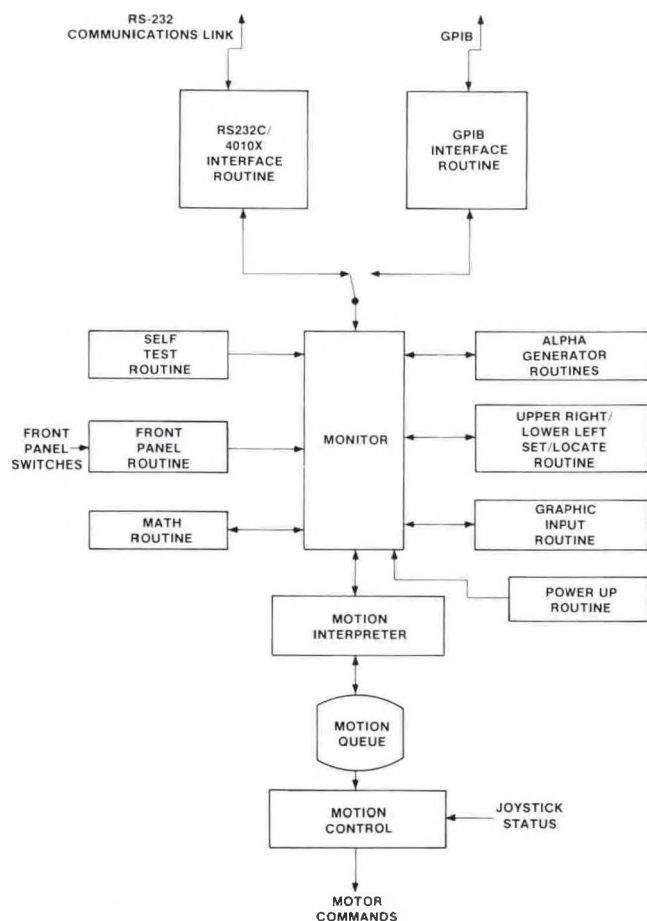 RS-232
COMMUNICATIONS LINK
GPIB
RS232C/
4010X
INTERFACE
ROUTINE
GPIB
INTERFACE
ROUTINE
SELF
TEST
ROUTINE
ALPHA
GENERATOR
ROUTINES
FRONT
PANEL
SWITCHES
FRONT
PANEL
ROUTINE
MONITOR
UPPER RIGHT/
LOWER LEFT
SET/LOCATE
ROUTINE
MATH
ROUTINE
GRAPHIC
INPUT
ROUTINE
POWER UP
ROUTINE
MOTION
INTERPRETER
MOTION
QUEUE
MOTION
CONTROL
JOYSTICK
STATUS
MOTOR
COMMANDS